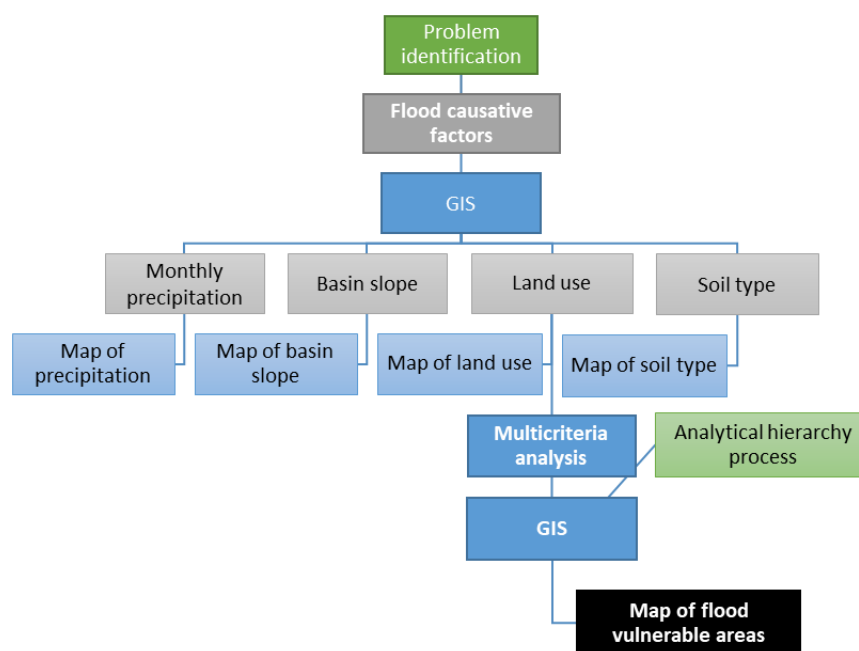 Problem
identification
Flood causative
factors
GIS
Monthly
precipitation
Basin slope
Land use
Soil type
Map of
precipitation
Map of basin
slope
Map of land use
Map of soil type
Multicriteria
analysis
Analytical hierarchy
process
GIS
Map of flood
vulnerable areas